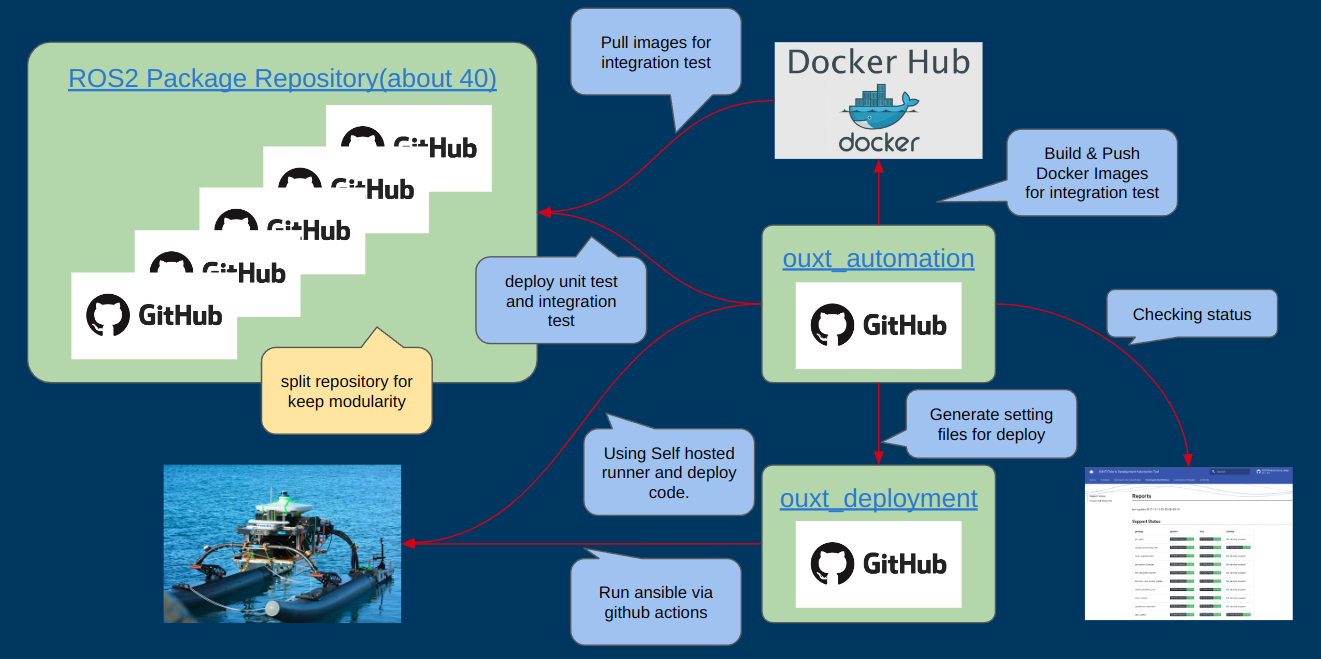 Pull images for
integration test
ROS2 Package Repository(about 40)
Docker Hub
docker
GitHub
GitHub
GitHub
GitHub
GitHub
Build & Push
Docker Images
for integration test
ouxt_automation
GitHub
deploy unit test
and integration
test
Checking status
split repository for
keep modularity
Generate setting
files for deploy
Using Self hosted
runner and deploy
code.
ouxt_deployment
GitHub
Run ansible via
github actions
Reports
Support Status